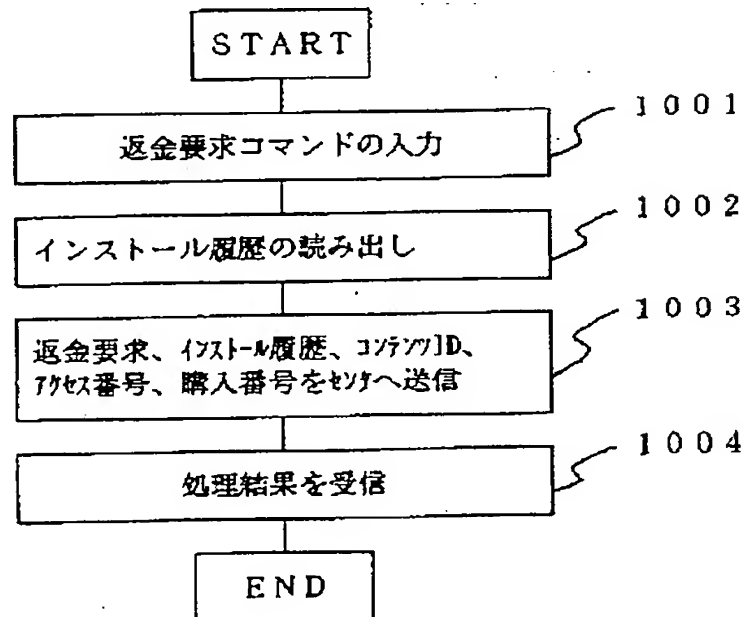 START
1001
返金要求コマンドの入力
1002
インストール履歴の読み出し
1003
返金要求、インストール履歴、コンテンツID、
アクセス番号、購入番号をセンタへ送信
1004
処理結果を受信
END